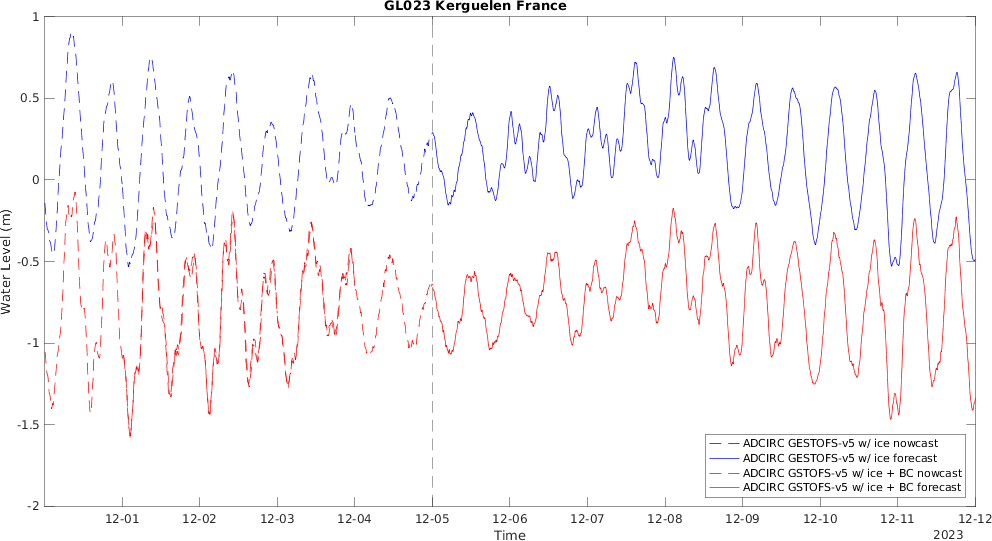 GL023 Kerguelen France
Water Level (m)
1
0.5
0
-0.5
-1
-1.5
-2
ADCIRC GESTOFS-v5 w/ ice nowcast
ADCIRC GESTOFS-v5 w/ ice forecast
ADCIRC GSTOFS-v5 w/ ice + BC nowcast
ADCIRC GSTOFS-v5 w/ ice + BC forecast
12-01 12-02 12-03 12-04 12-05 12-06 12-07 12-08 12-09 12-10 12-11 12-12
Time
2023